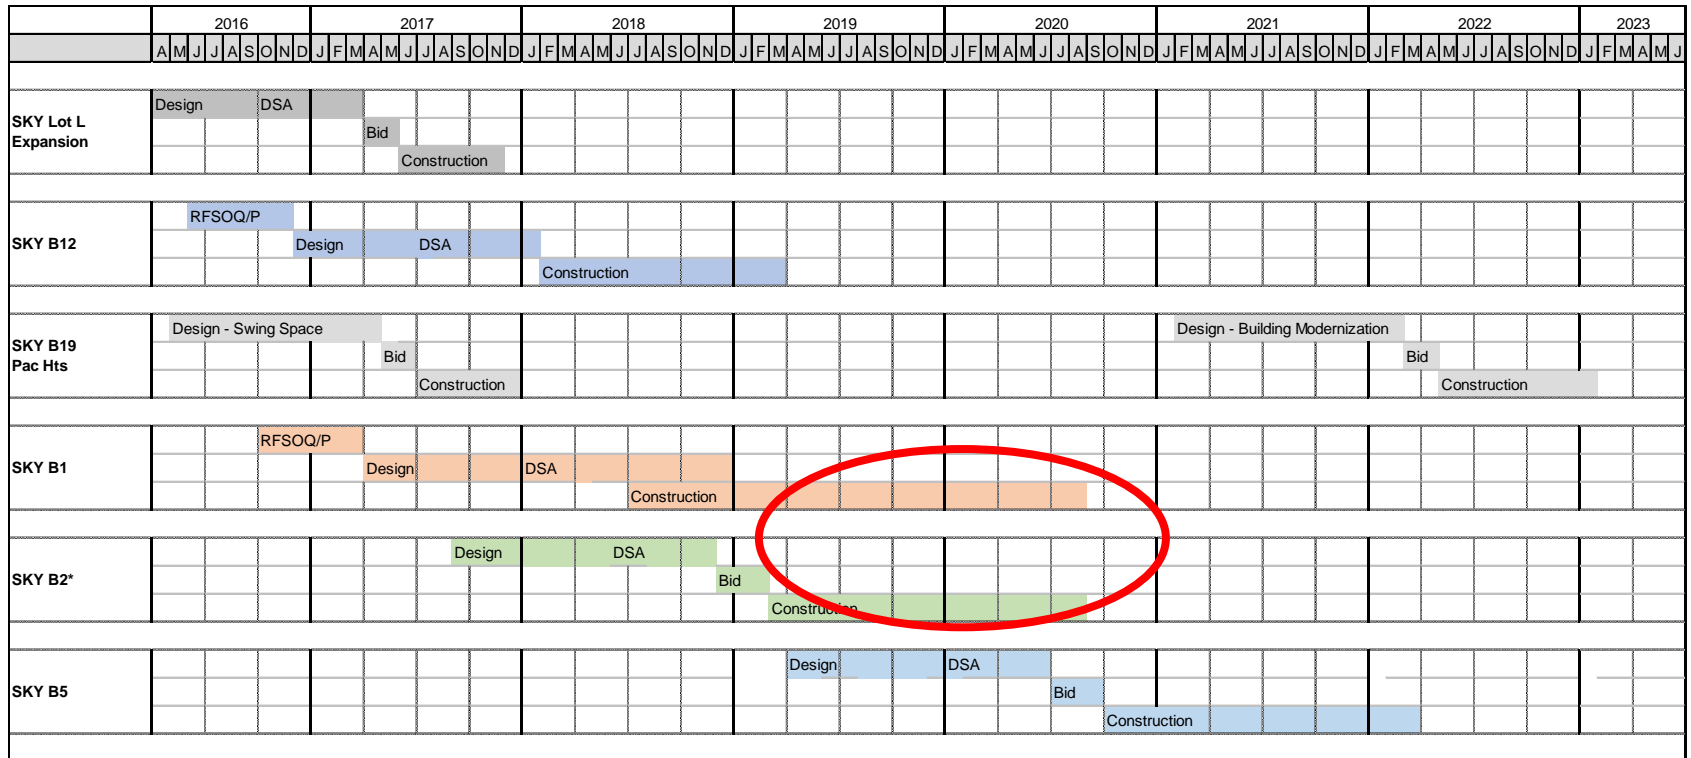 2016 2017 2018 2019 2020 2021 2022 2023
A M J J A S O N D J F M A M J J A S O N D J F M A M J J A S O N D J F M A M J J A S O N D J F M A M J J A S O N D J F M A M J J A S O N D J F M A M J J A S O N D J F M A M J
SKY Lot L
Expansion
Design DSA
Bid
Construction
SKY B12
RFSOQ/P
Design DSA
Construction
SKY B19
Pac Hts
Design - Swing Space Design - Building Modernization
Bid Bid
Construction Construction
SKY B1
RFSOQ/P
Design DSA
Construction
SKY B2*
Design DSA
Bid
Construction
SKY B5
Design DSA
Bid
Construction